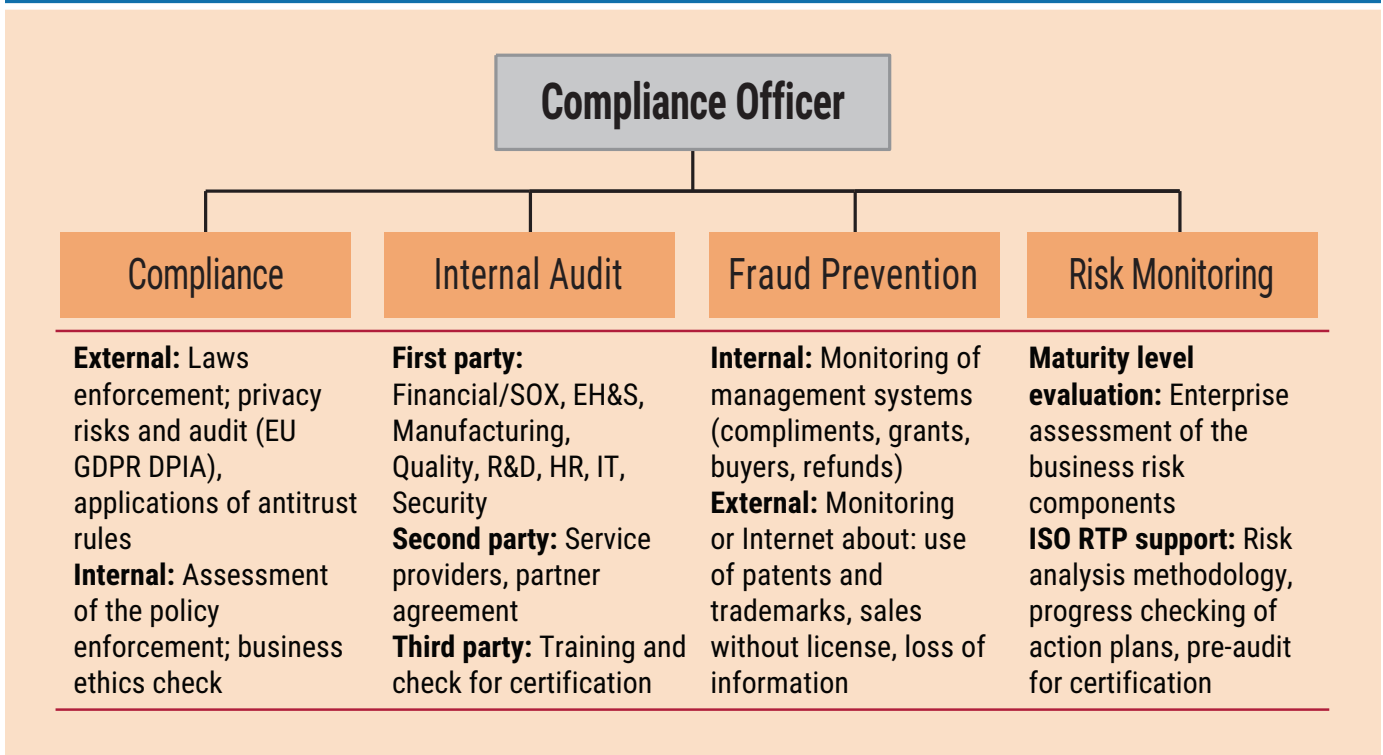 Compliance Officer
Compliance
Internal Audit
Fraud Prevention
Risk Monitoring
External: Laws
enforcement; privacy
risks and audit (EU
GDPR DPIA),
applications of antitrust
rules
Internal: Assessment
of the policy
enforcement; business
ethics check
First party:
Financial/SOX, EH&S,
Manufacturing,
Quality, R&D, HR, IT,
Security
Second party: Service
providers, partner
agreement
Third party: Training and
check for certification
Internal: Monitoring of
management systems
(compliments, grants,
buyers, refunds)
External: Monitoring
or Internet about: use
of patents and
trademarks, sales
without license, loss of
information
Maturity level
evaluation: Enterprise
assessment of the
business risk
components
ISO RTP support: Risk
analysis methodology,
progress checking of
action plans, pre-audit
for certification